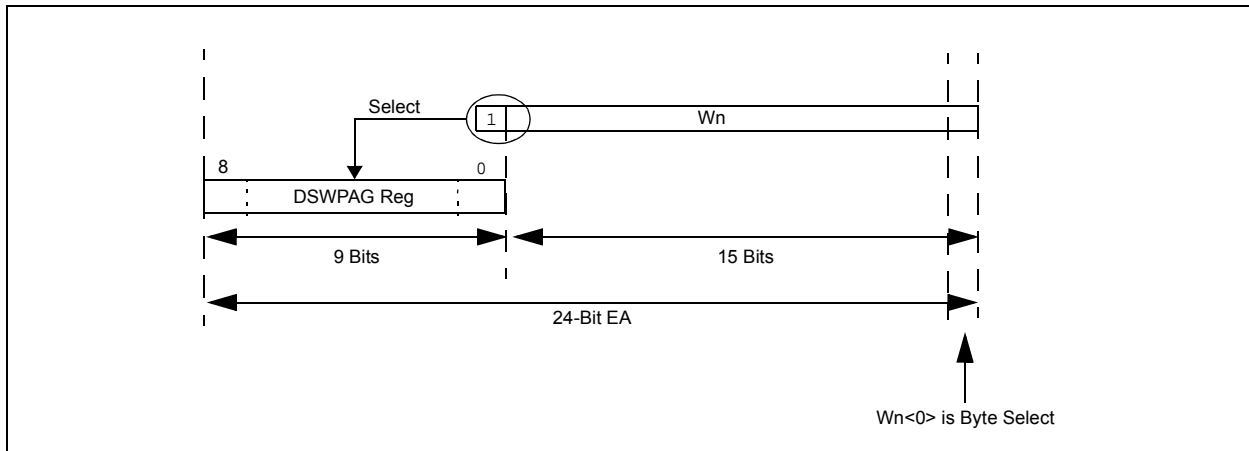 Select
1
Wn
8
0
DSWPAG Reg
9 Bits
15 Bits
24-Bit EA
Wn<0> is Byte Select